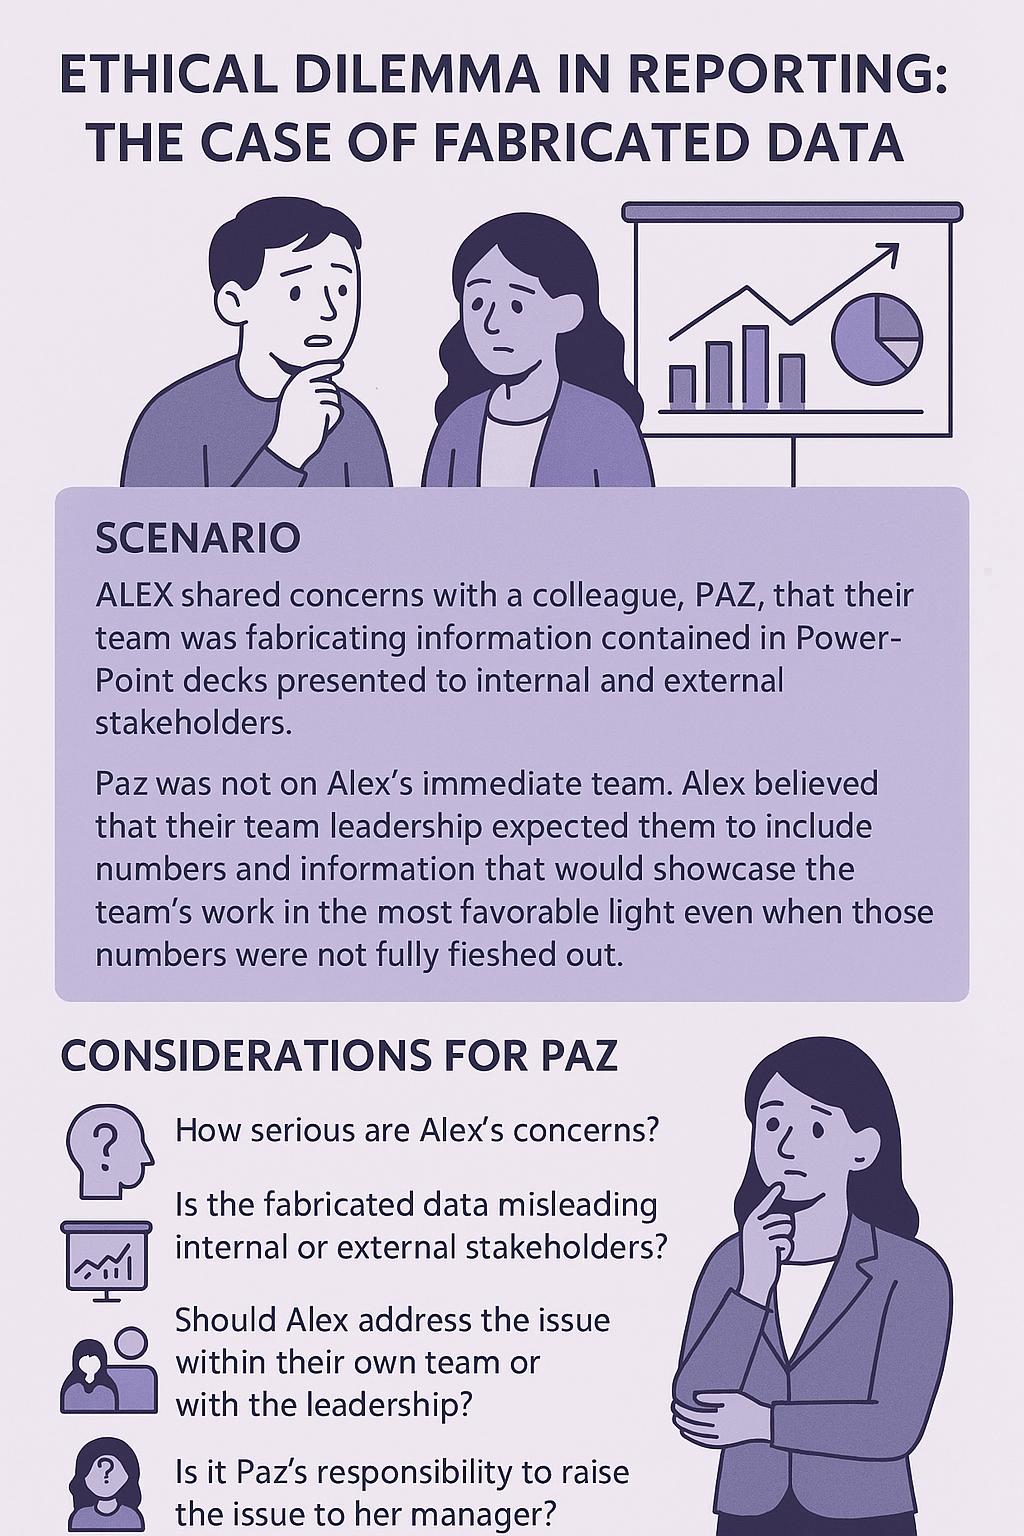 ETHICAL DILEMMA IN REPORTING:
THE CASE OF FABRICATED DATA
SCENARIO
ALEX shared concerns with a colleague, PAZ, that their
team was fabricating information contained in Power-
Point decks presented to internal and external
stakeholders.
Paz was not on Alex’s immediate team. Alex believed
that their team leadership expected them to include
numbers and information that would showcase the
team’s work in the most favorable light even when those
numbers were not fully fieshed out.
CONSIDERATIONS FOR PAZ
?
How serious are Alex’s concerns?
Is the fabricated data misleading
internal or external stakeholders?
Should Alex address the issue
within their own team or
with the leadership?
?
Is it Paz’s responsibility to raise
the issue to her manager?